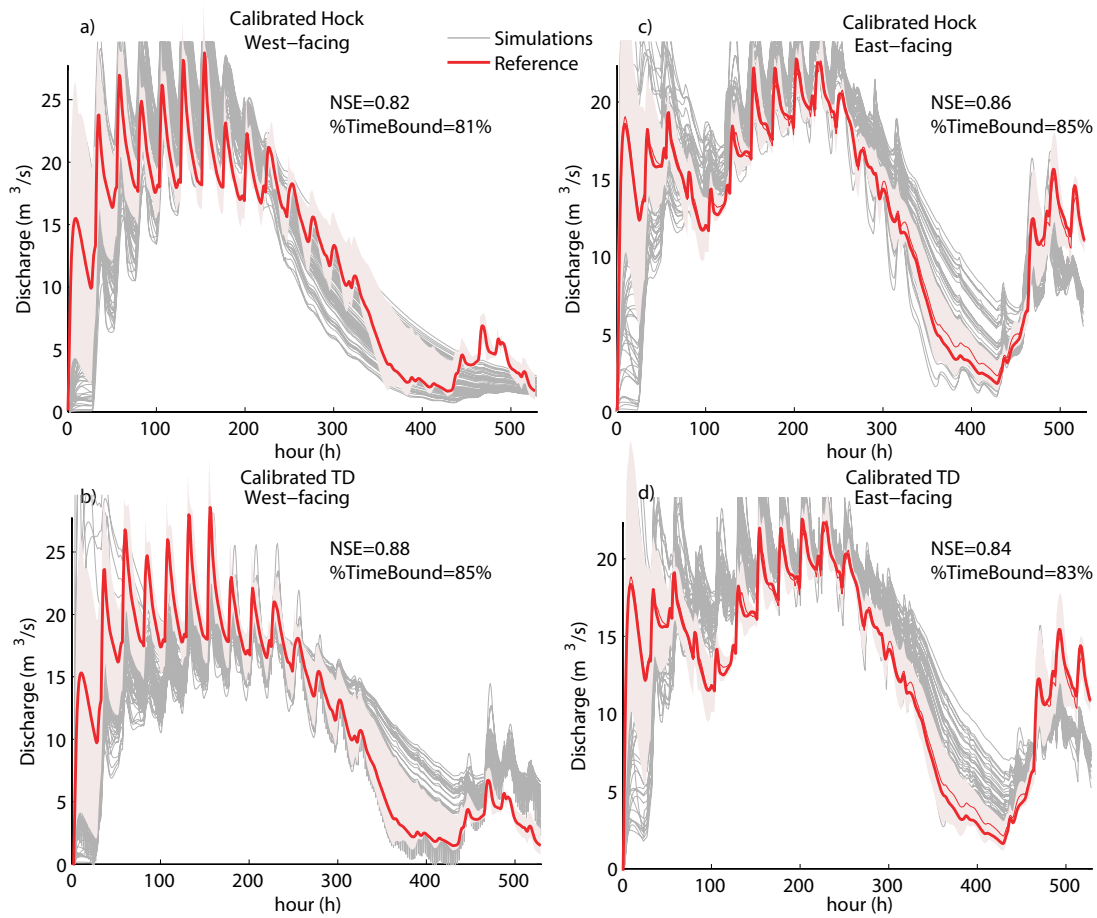 a)
Calibrated Hock
West−facing
Simulations
Reference
NSE=0.82
%TimeBound=81%
Discharge (m ³/s)
25
20
15
10
5
0
0 100 200 300 400 500
hour (h)
c)
Calibrated Hock
East−facing
NSE=0.86
%TimeBound=85%
Discharge (m ³/s)
20
15
10
5
0
0 100 200 300 400 500
hour (h)
b)
Calibrated TD
West−facing
NSE=0.88
%TimeBound=85%
Discharge (m ³/s)
25
20
15
10
5
0
0 100 200 300 400 500
hour (h)
d)
Calibrated TD
East−facing
NSE=0.84
%TimeBound=83%
Discharge (m ³/s)
20
15
10
5
0
0 100 200 300 400 500
hour (h)